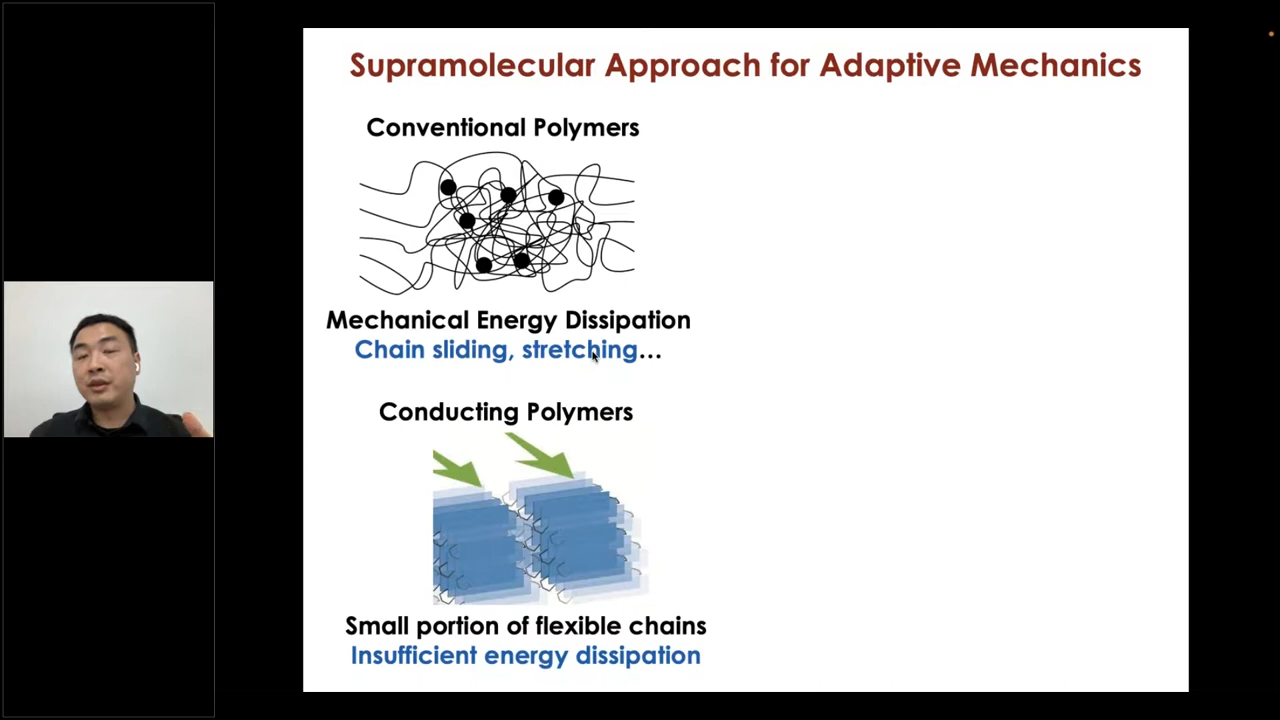 Supramolecular Approach for Adaptive Mechanics
Conventional Polymers
Mechanical Energy Dissipation
Chain sliding, stretching...
Conducting Polymers
Small portion of flexible chains
Insufficient energy dissipation